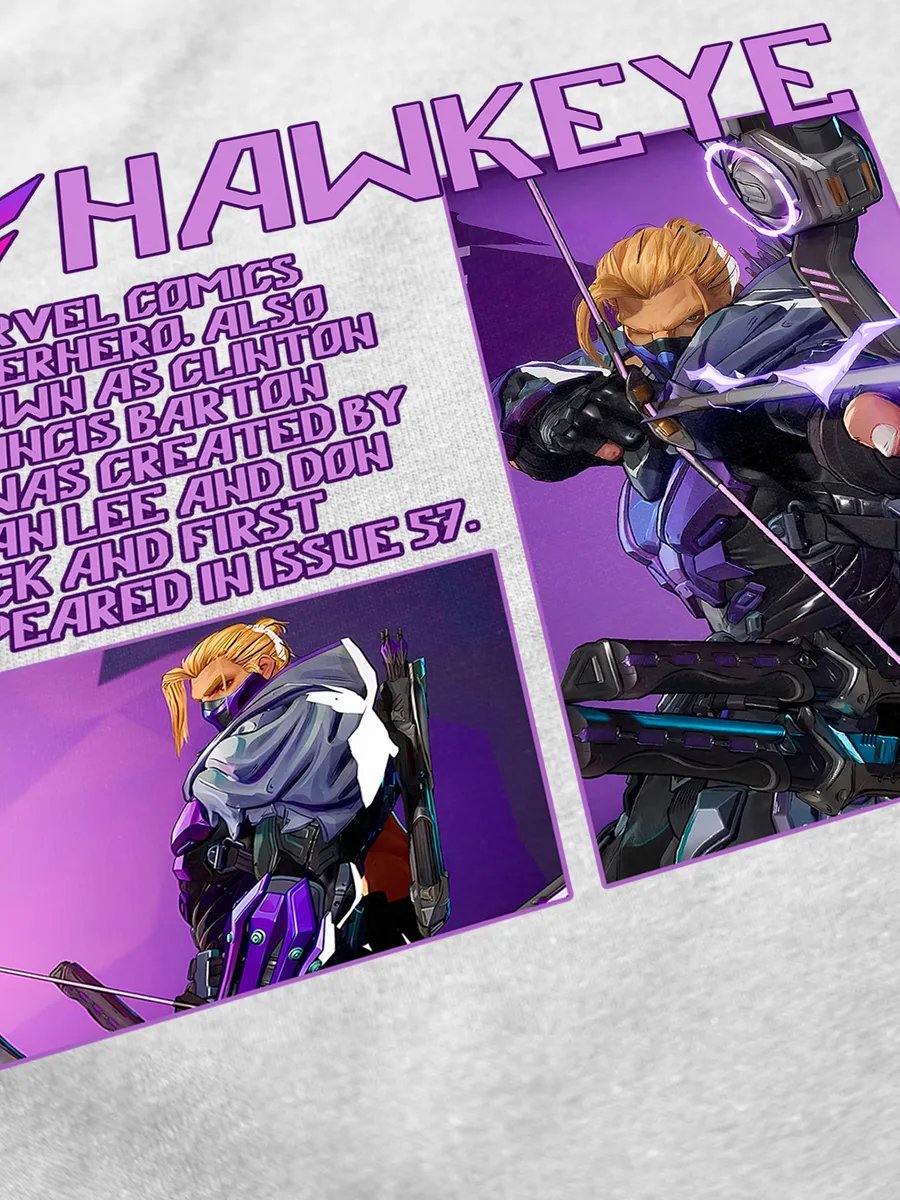 HAWKEYE
RVEL COMICS
ERHERO. ALSO
OWN AS CLINTON
NCIS BARTON
WAS CREATED BY
AN LEE AND DON
CK AND FIRST
PEARED IN ISSUE 57.